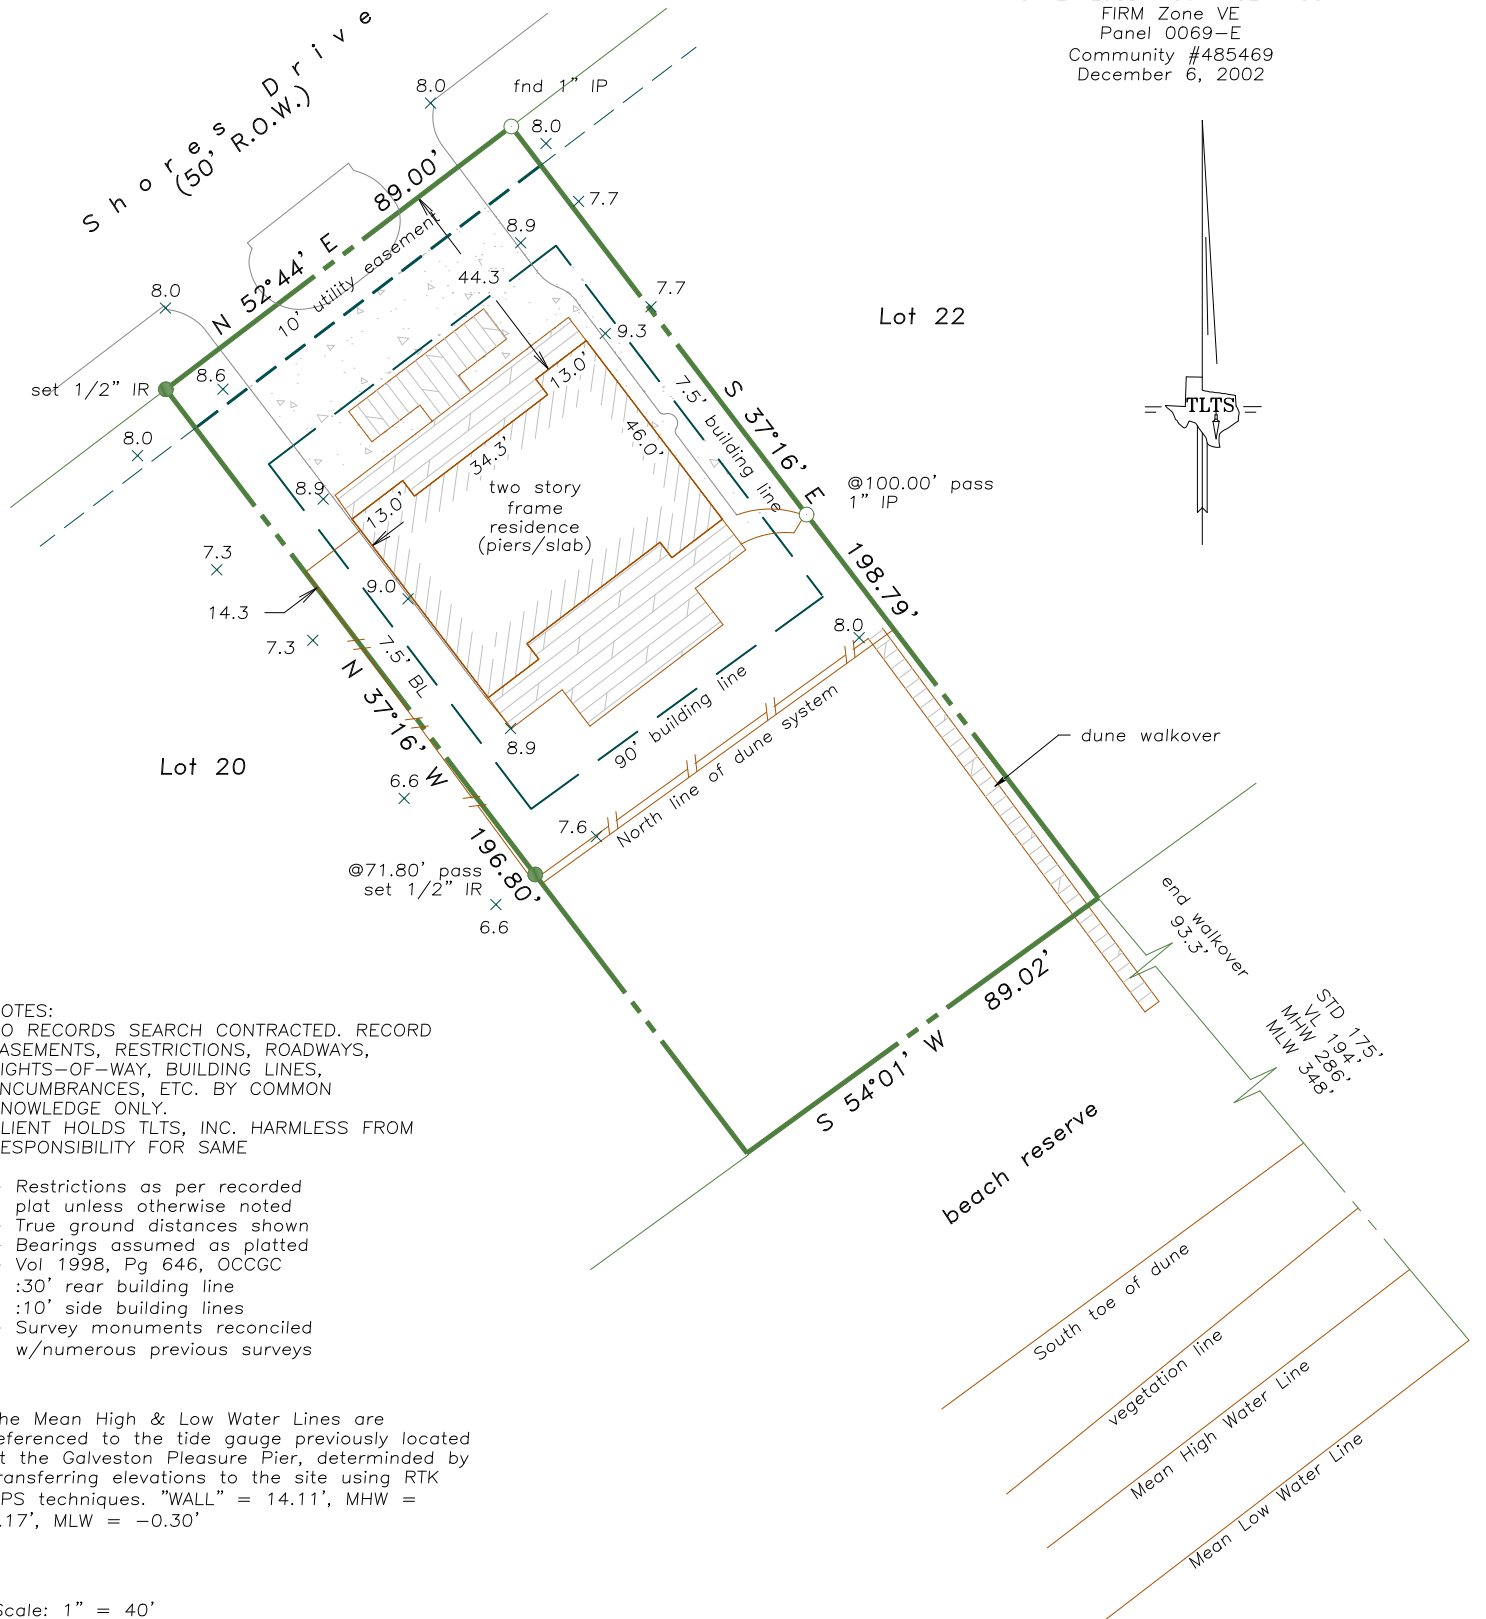 FIRM Zone VE
Panel 0069-E
Community #485469
December 6, 2002
Shores Drive
(50' R.O.W.)
8.0
fnd 1" IP
8.0
89.00'
7.7
8.9
N 52°44' E
10' utility easement
44.3
8.0
7.7
Lot 22
9.3
set 1/2" IR
8.6
13.0'
7.5' building line
S 37°16' E
TLTS
8.0
34.3'
46.0'
8.9
13.0'
two story
frame
residence
(piers/slab)
@100.00' pass
1" IP
7.3
198.79'
14.3
9.0
7.3
7.5' BL
8.0
N 37°16' W
90' building line
North line of dune system
dune walkover
8.9
Lot 20
6.6
7.6
196.80'
@71.80' pass
set 1/2" IR
6.6
end walkover
93.3'
89.02'
S 54°01' W
STD 175'
VL 194'
MHW 286'
MLW 348'
beach reserve
South toe of dune
vegetation line
Mean High Water Line
Mean Low Water Line
OTES:
O RECORDS SEARCH CONTRACTED. RECORD
ASEMENTS, RESTRICTIONS, ROADWAYS,
IGHTS-OF-WAY, BUILDING LINES,
NCUMBRANCES, ETC. BY COMMON
NOWLEDGE ONLY.
LIENT HOLDS TLTS, INC. HARMLESS FROM
ESPONSIBILITY FOR SAME
Restrictions as per recorded
plat unless otherwise noted
True ground distances shown
Bearings assumed as platted
Vol 1998, Pg 646, OCCGC
:30' rear building line
:10' side building lines
Survey monuments reconciled
w/numerous previous surveys
he Mean High & Low Water Lines are
eferenced to the tide gauge previously located
t the Galveston Pleasure Pier, determinded by
ransferring elevations to the site using RTK
PS techniques. "WALL" = 14.11', MHW =
.17', MLW = -0.30'
Scale: 1" = 40'